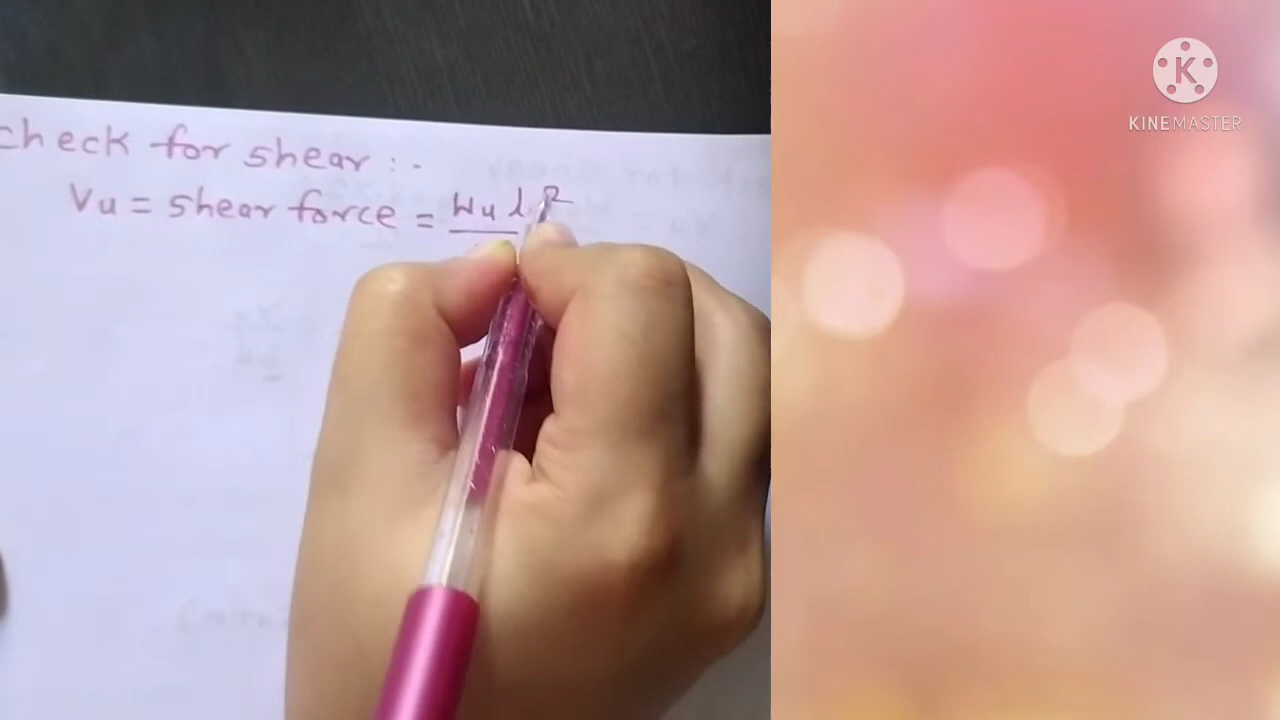 check for shear :-
Vu = shear force = Wu l
K
KINEMASTER